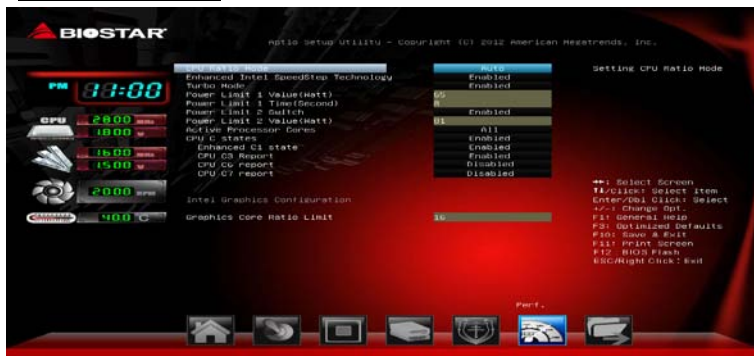 BIOSTAR
Aptio Setup Utility - Copyright (C) 2012 American Megatrends, Inc.
CPU Ratio Mode Auto
Enhanced Intel SpeedStep Technology Enabled
Turbo Mode Enabled
Power Limit 1 Value(Watt) 65
Power Limit 1 Time(Second) 8
Power Limit 2 Switch Enabled
Power Limit 2 Value(Watt) 81
Active Processor Cores All
CPU C states Enabled
Enhanced C1 state Enabled
CPU C3 Report Enabled
CPU C6 report Disabled
CPU C7 report Disabled
Intel Graphics Configuration
Graphics Core Ratio Limit 16
Setting CPU Ratio Mode
PM 11:00
CPU 2800 MHz
1.800 V
1600 MHz
1.500 V
2000 RPM
40.0 °C
↔: Select Screen
↑↓/Click: Select Item
Enter/Dbl Click: Select
+/-: Change Opt.
F1: General Help
F3: Optimized Defaults
F10: Save & Exit
F11: Print Screen
F12: BIOS Flash
ESC/Right Click: Exit
Perf.